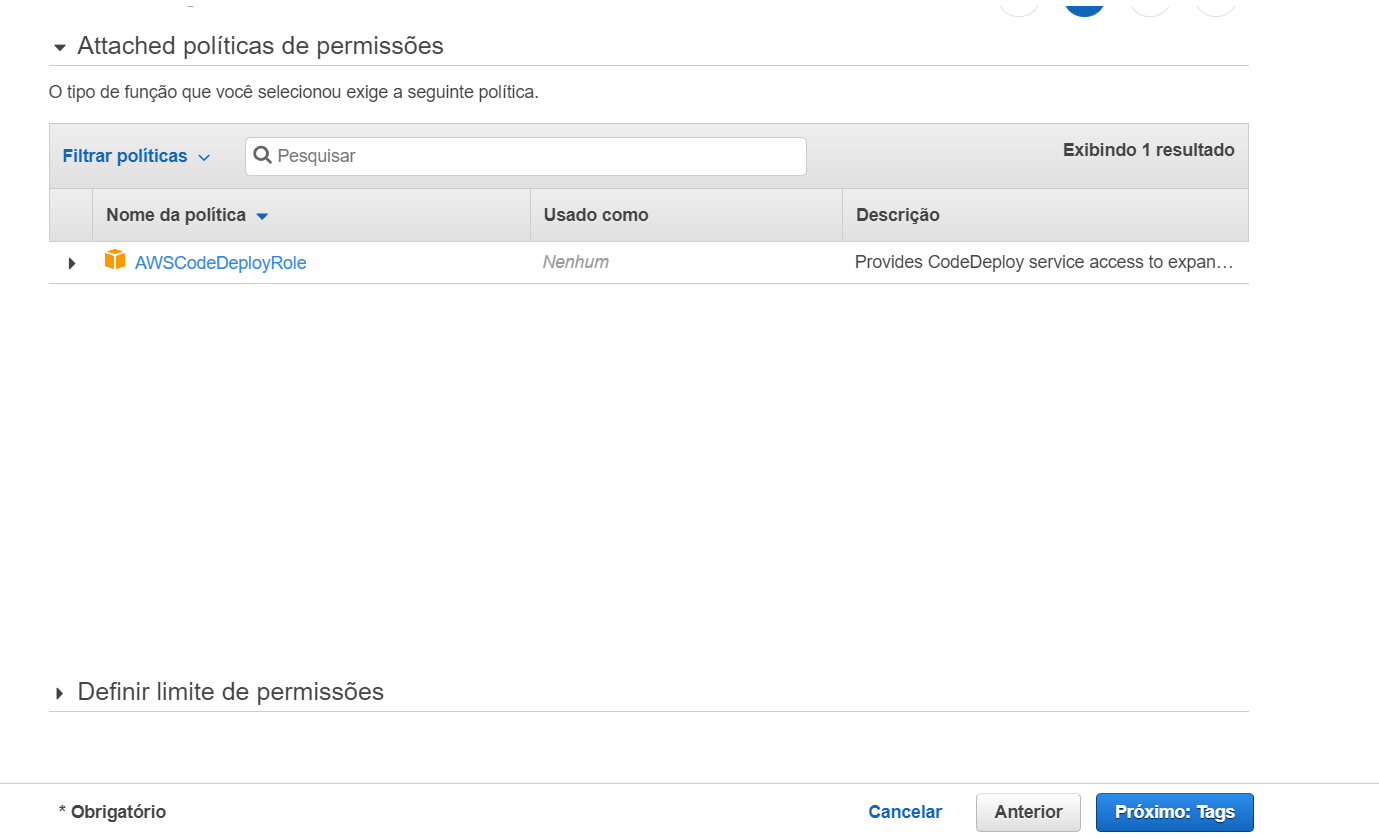 Attached políticas de permissões
O tipo de função que você selecionou exige a seguinte política.
Filtrar políticas
Pesquisar
Exibindo 1 resultado
Nome da política
Usado como
Descrição
AWSCodeDeployRole
Nenhum
Provides CodeDeploy service access to expan…
Definir limite de permissões
* Obrigatório
Cancelar
Anterior
Próximo: Tags